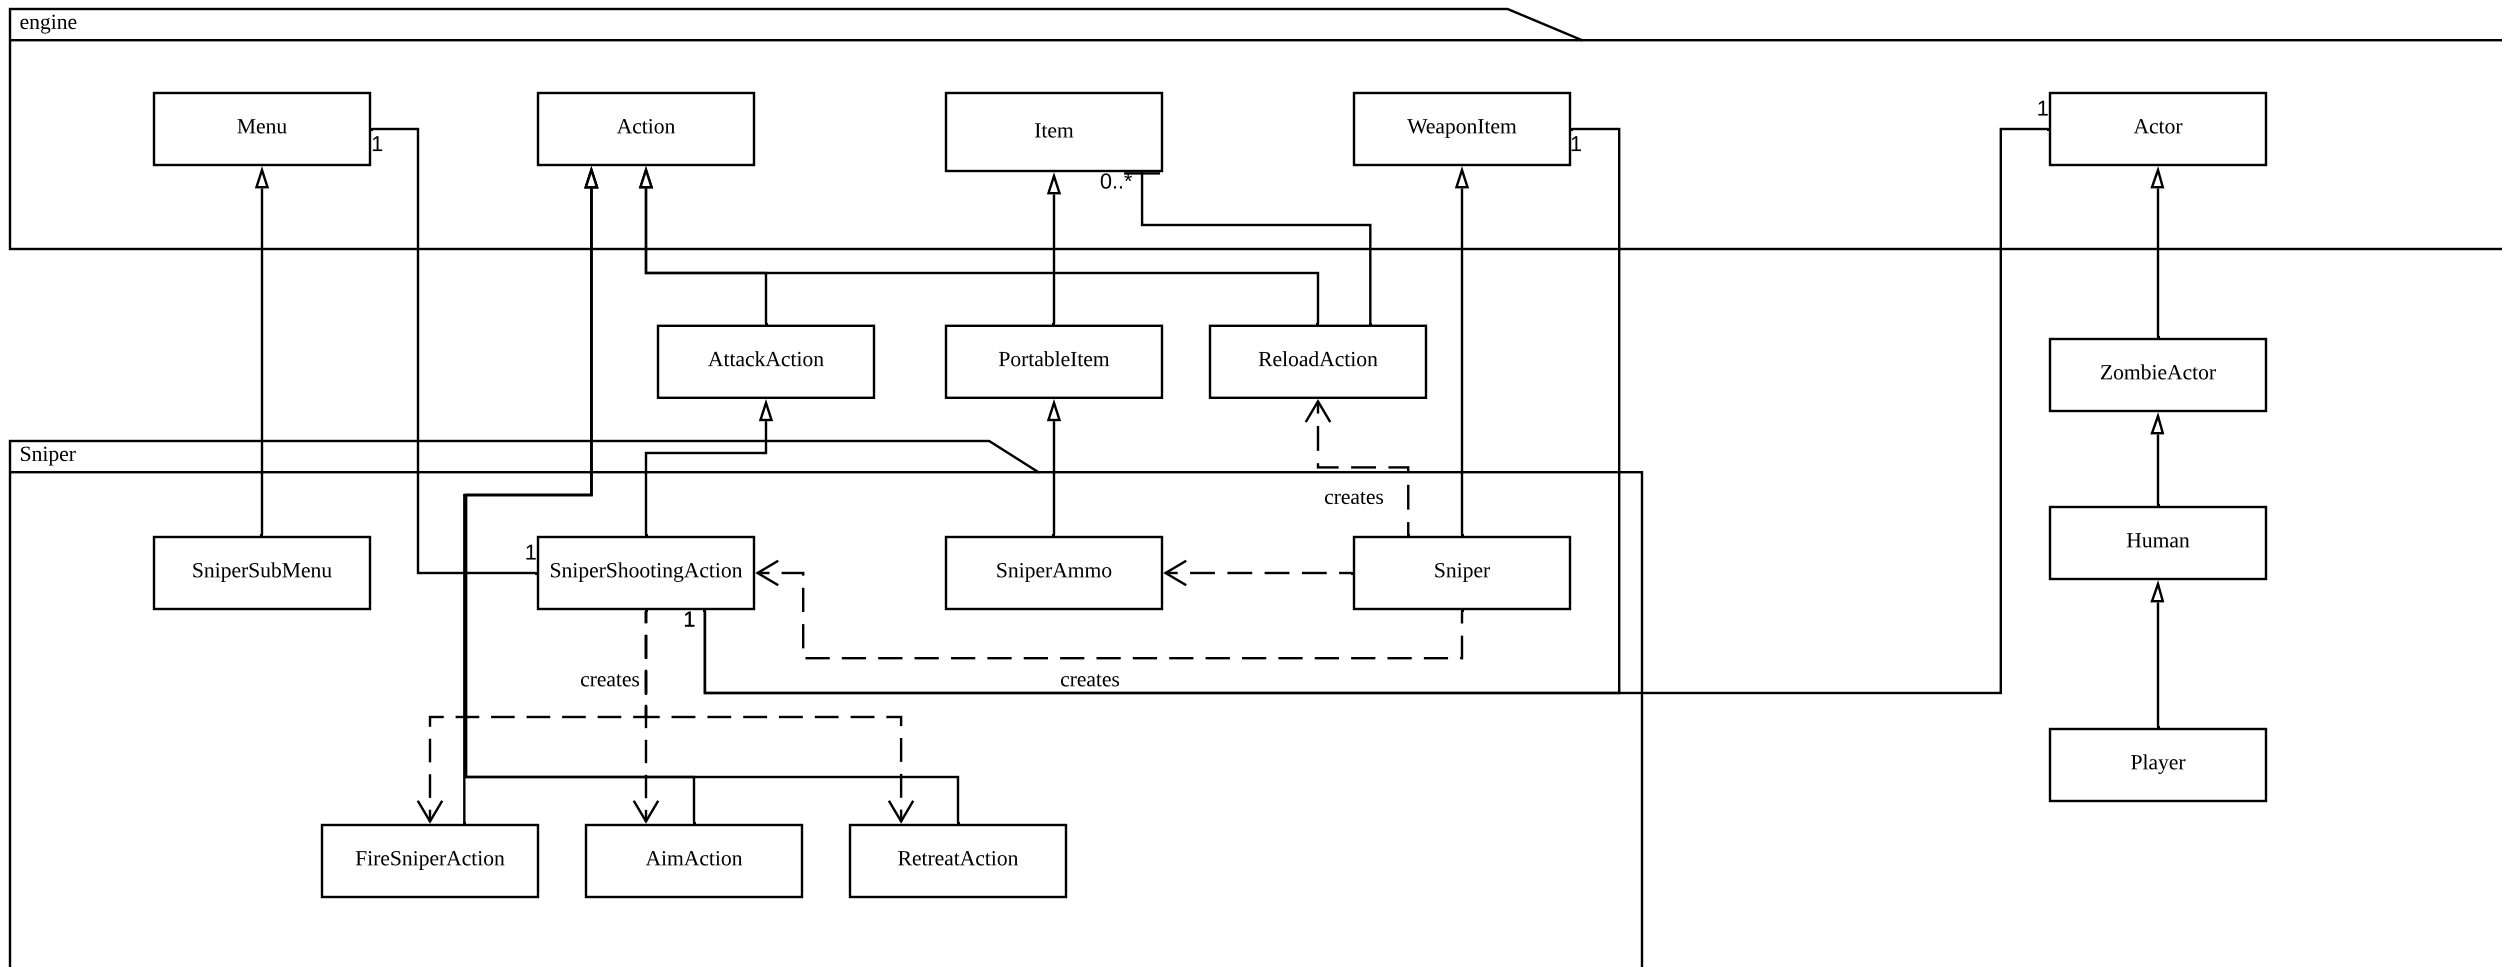 engine
Menu
Action
Item
WeaponItem
Actor
1
1
1
0..*
AttackAction
PortableItem
ReloadAction
ZombieActor
Sniper
creates
Human
1
SniperSubMenu
SniperShootingAction
SniperAmmo
Sniper
1
creates
creates
Player
FireSniperAction
AimAction
RetreatAction